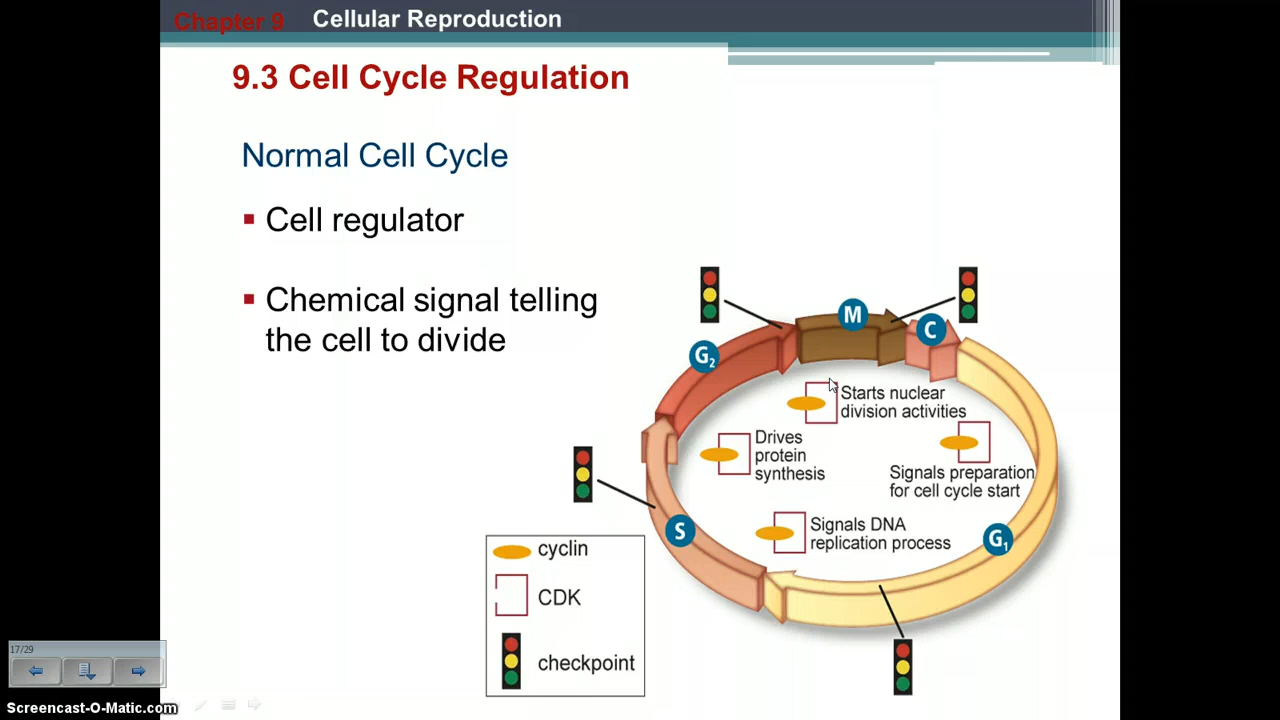 Chapter 9 Cellular Reproduction
9.3 Cell Cycle Regulation
Normal Cell Cycle
Cell regulator
Chemical signal telling
the cell to divide
M
C
G2
Starts nuclear
division activities
Drives
protein
synthesis
Signals preparation
for cell cycle start
S
Signals DNA
replication process
G1
cyclin
CDK
checkpoint
17/29
Screencast-O-Matic.com